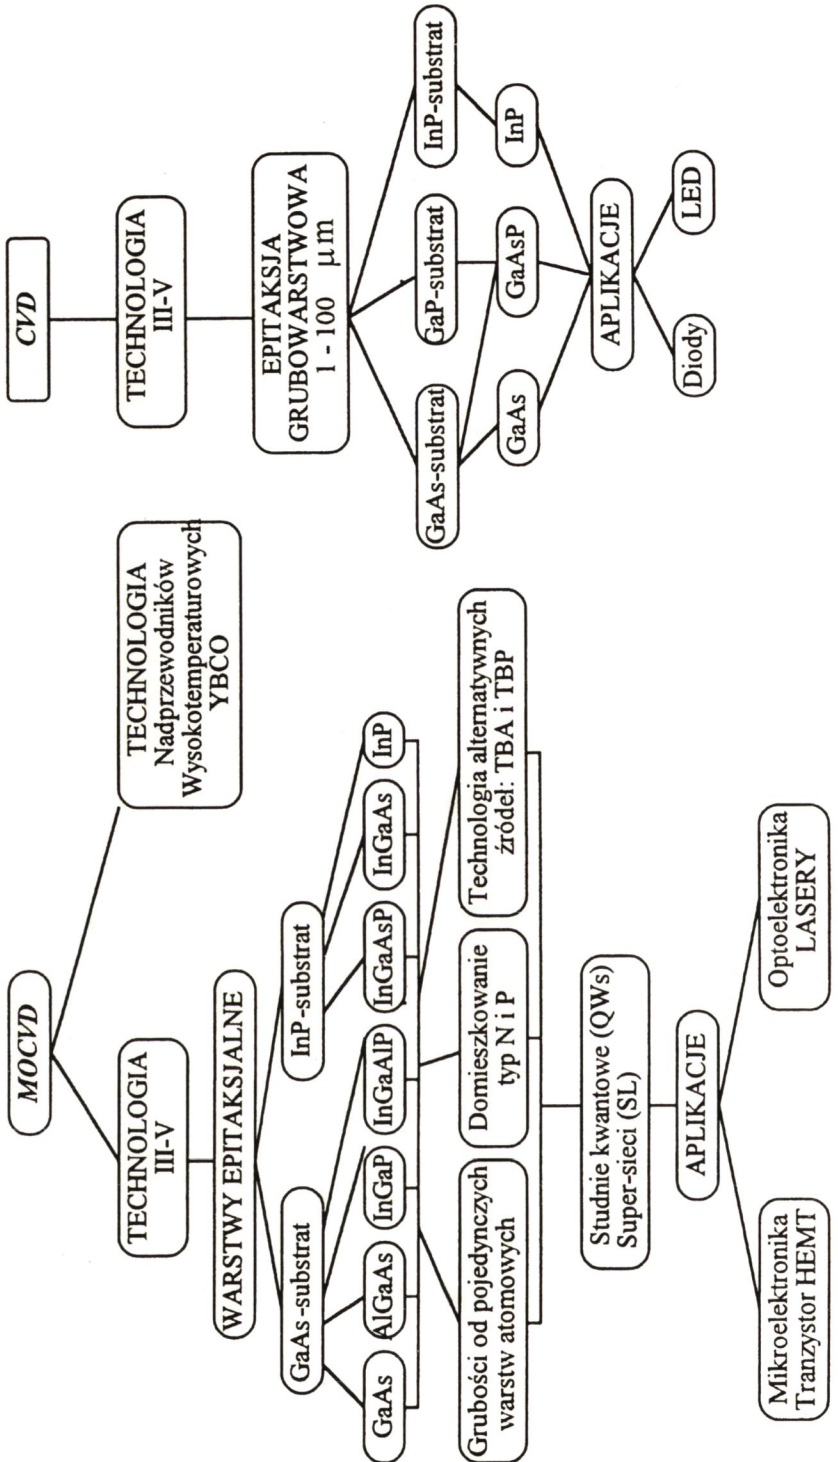 MOCVD
TECHNOLOGIA
III-V
TECHNOLOGIA
Nadprzewodników
Wysokotemperaturowych
YBCO
WARSTWY EPITAKSJALNE
GaAs-substrat
InP-substrat
GaAs
AlGaAs
InGaP
InGaAlP
InGaAsP
InGaAs
InP
Grubości od pojedynczych
warstw atomowych
Domieszkowanie
typ N i P
Technologia alternatywnych
źródeł: TBA i TBP
Studnie kwantowe (QWs)
Super-sieci (SL)
APLIKACJE
Mikroelektronika
Tranzystor HEMT
Optoelektronika
LASERY
CVD
TECHNOLOGIA
III-V
EPITAKSJA
GRUBOWARSTWOWA
1 - 100 μm
GaAs-substrat
GaP-substrat
InP-substrat
GaAs
GaAsP
InP
APLIKACJE
Diody
LED